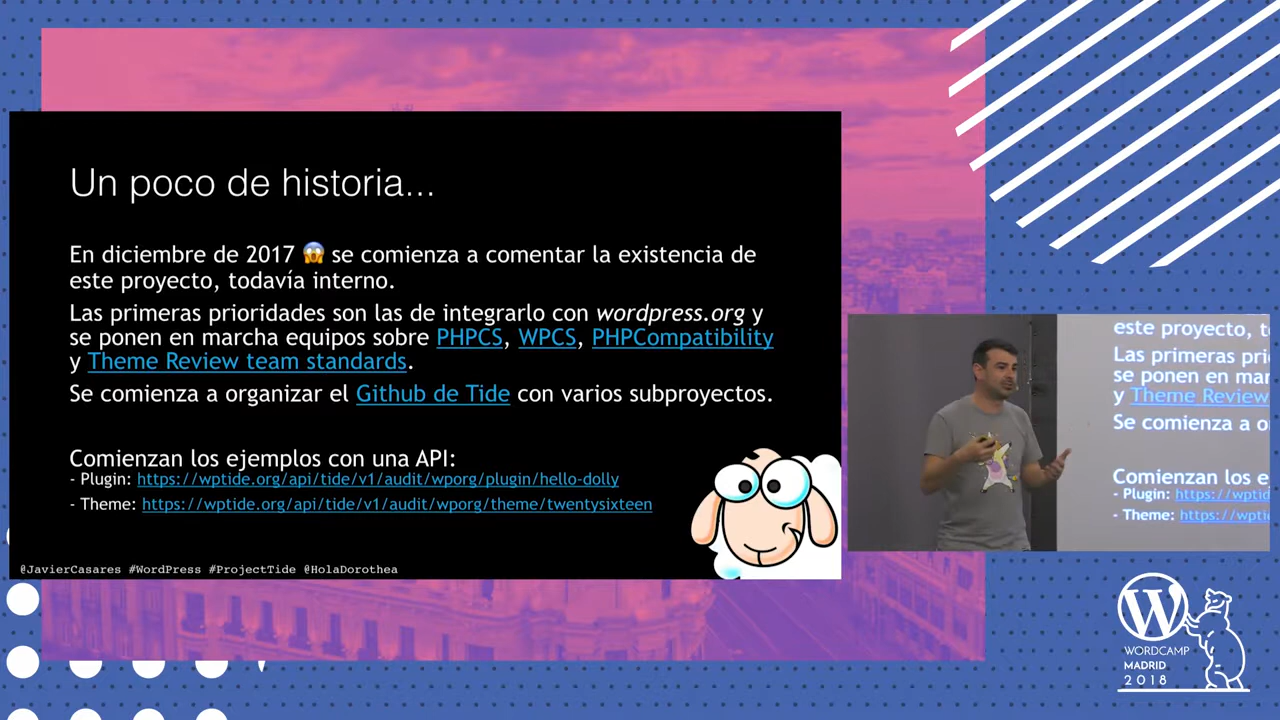 Un poco de historia...
En diciembre de 2017 😱 se comienza a comentar la existencia de
este proyecto, todavía interno.
Las primeras prioridades son las de integrarlo con wordpress.org y
se ponen en marcha equipos sobre PHPCS, WPCS, PHPCompatibility
y Theme Review team standards.
Se comienza a organizar el Github de Tide con varios subproyectos.
Comienzan los ejemplos con una API:
- Plugin: https://wptide.org/api/tide/v1/audit/wporg/plugin/hello-dolly
- Theme: https://wptide.org/api/tide/v1/audit/wporg/theme/twentysixteen
@JavierCasares #WordPress #ProjectTide @HolaDorothea
este proyecto, t
Las primeras pri
se ponen en mar
y Theme Review
Se comienza a o
Comienzan los e
- Plugin: https://wptid
- Theme: https://wpti
W
WORDCAMP
MADRID
2018